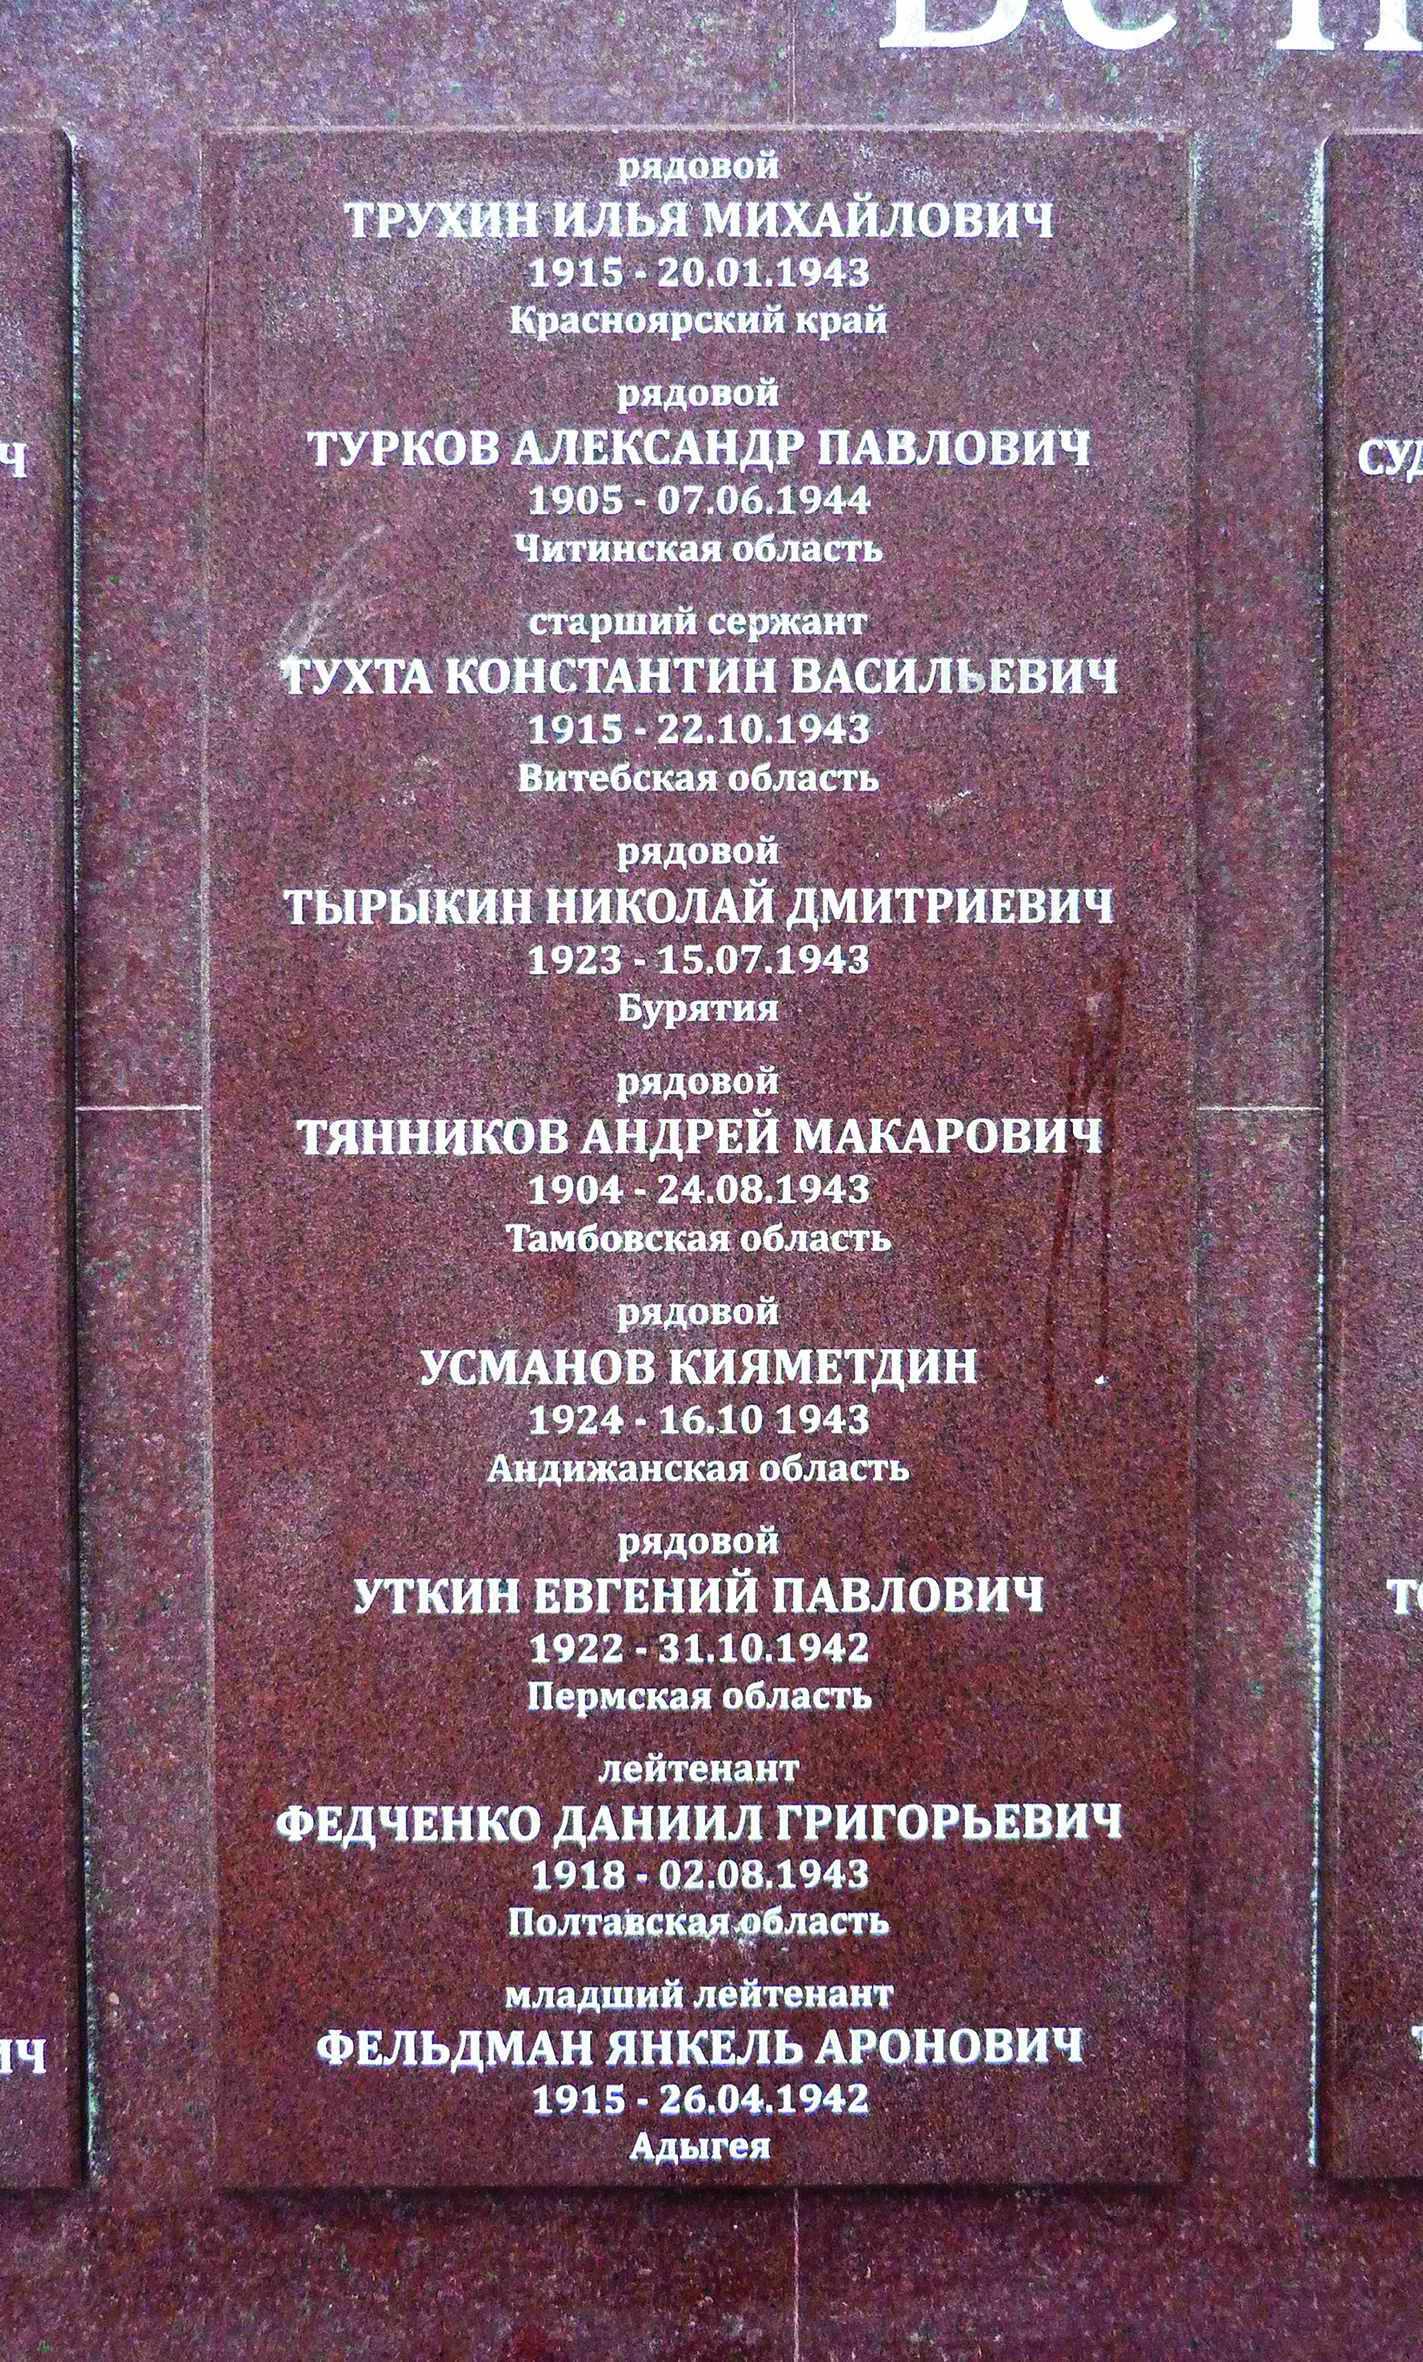 рядовой
ТРУХИН ИЛЬЯ МИХАЙЛОВИЧ
1915 - 20.01.1943
Красноярский край
рядовой
ТУРКОВ АЛЕКСАНДР ПАВЛОВИЧ
1905 - 07.06.1944
Читинская область
старший сержант
ТУХТА КОНСТАНТИН ВАСИЛЬЕВИЧ
1915 - 22.10.1943
Витебская область
рядовой
ТЫРЫКИН НИКОЛАЙ ДМИТРИЕВИЧ
1923 - 15.07.1943
Бурятия
рядовой
ТЯННИКОВ АНДРЕЙ МАКАРОВИЧ
1904 - 24.08.1943
Тамбовская область
рядовой
УСМАНОВ КИЯМЕТДИН
1924 - 16.10 1943
Андижанская область
рядовой
УТКИН ЕВГЕНИЙ ПАВЛОВИЧ
1922 - 31.10.1942
Пермская область
лейтенант
ФЕДЧЕНКО ДАНИИЛ ГРИГОРЬЕВИЧ
1918 - 02.08.1943
Полтавская область
младший лейтенант
ФЕЛЬДМАН ЯНКЕЛЬ АРОНОВИЧ
1915 - 26.04.1942
Адыгея